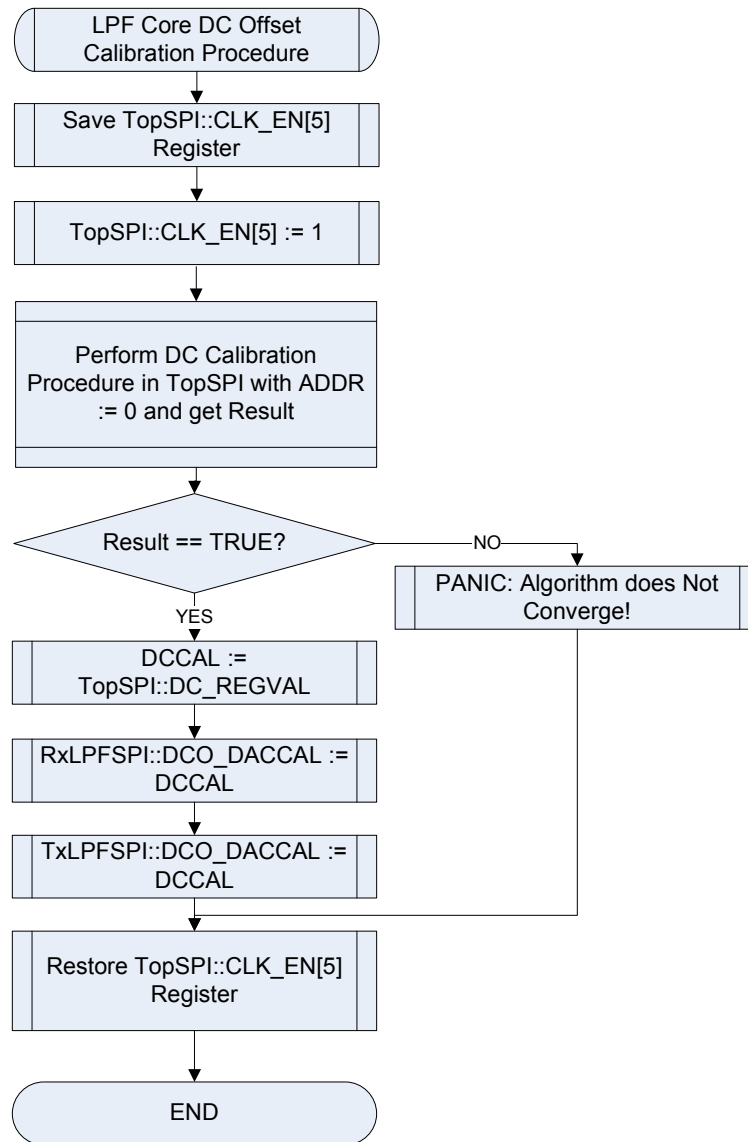 LPF Core DC Offset
Calibration Procedure
Save TopSPI::CLK_EN[5]
Register
TopSPI::CLK_EN[5] := 1
Perform DC Calibration
Procedure in TopSPI with ADDR
:= 0 and get Result
Result == TRUE?
NO
PANIC: Algorithm does Not
Converge!
YES
DCCAL :=
TopSPI::DC_REGVAL
RxLPFSPI::DCO_DACCAL :=
DCCAL
TxLPFSPI::DCO_DACCAL :=
DCCAL
Restore TopSPI::CLK_EN[5]
Register
END